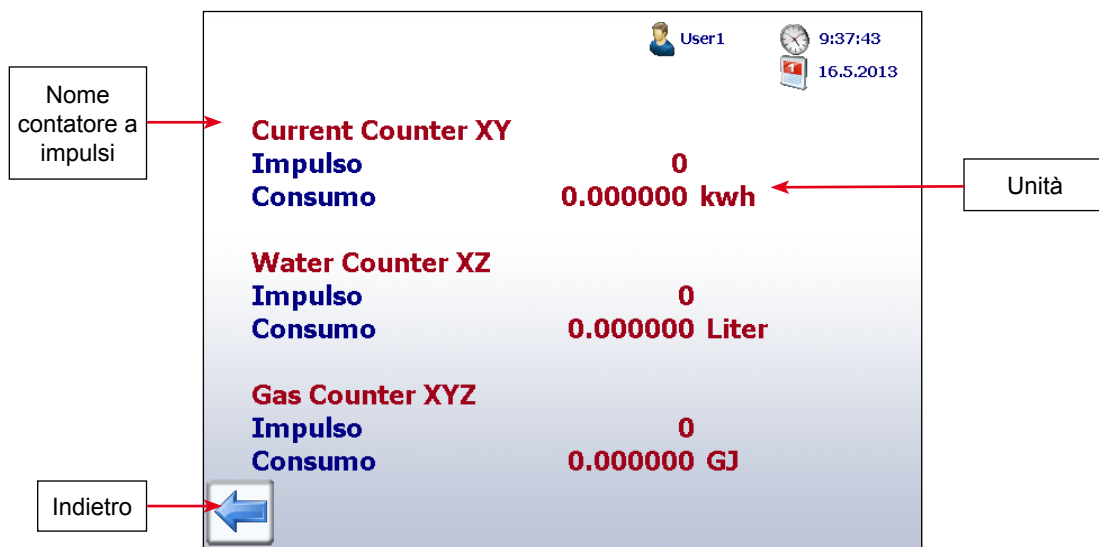 User1
9:37:43
16.5.2013
Nome
contatore a
impulsi
Current Counter XY
Impulso 0
Consumo 0.000000 kwh
Unità
Water Counter XZ
Impulso 0
Consumo 0.000000 Liter
Gas Counter XYZ
Impulso 0
Consumo 0.000000 GJ
Indietro